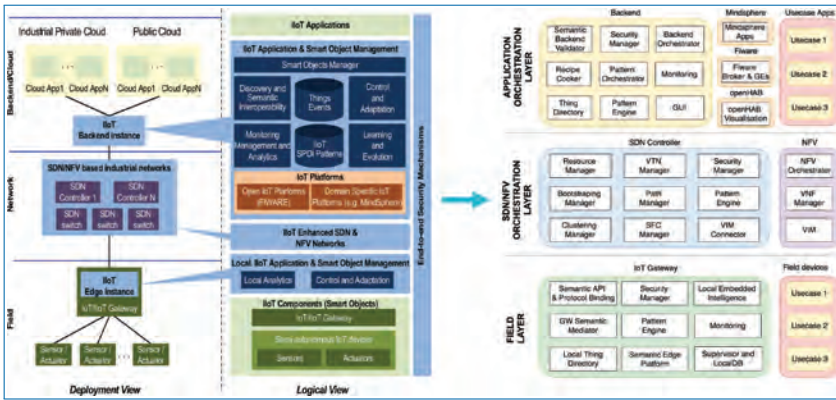 Backend/Cloud
Industrial Private Cloud
Public Cloud
...
...
Cloud App1
Cloud AppN
Cloud App1
Cloud AppN
IIoT
Backend instance
Network
SDN/NFV based industrial networks
SDN
Controller 1
SDN
Controller N
SDN
switch
SDN
switch
SDN
switch
Field
IIoT
Edge Instance
IoT/IIoT Gateway
Sensor /
Actuator
Sensor /
Actuator
...
Sensor /
Actuator
Deployment View
IIoT Applications
IIoT Application & Smart Object Management
Smart Objects Manager
Discovery and
Semantic
Interoperability
Things
Events
Control
and
Adaptation
Monitoring
Management and
Analytics
IIoT
SPDI Patterns
Learning
and
Evolution
IoT Platforms
Open IoT Platforms
(FIWARE)
Domain Specific IoT
Platforms (e.g. MindSphere)
IIoT Enhanced SDN &
NFV Networks
Local IIoT Application & Smart Object Management
Local Analytics
Control and Adaptation
IIoT Components (Smart Objects)
IoT/IIoT Gateway
Semi-autonomous IoT devices
Sensors
Actuators
Logical View
End-to-end Security Mechanisms
APPLICATION
ORCHESTRATION
LAYER
Backend
Semantic
Backend
Validator
Security
Manager
Backend
Orchestrator
Recipe
Cooker
Pattern
Orchestrator
Monitoring
Thing
Directory
Pattern
Engine
GUI
Mindsphere
Mindsphere
Apps
Fiware
Fiware
Broker & GEs
openHAB
openHAB
Visualisation
Usecase Apps
Usecase 1
Usecase 2
Usecase 3
SDN/NFV
ORCHESTRATION
LAYER
SDN Controller
Resource
Manager
VTN
Manager
Security
Manager
Bootstraping
Manager
Path
Manager
Pattern
Engine
Clustering
Manager
SFC
Manager
VIM
Connector
NFV
NFV
Orchestrator
VNF
Manager
VIM
FIELD
LAYER
IoT Gateway
Semantic API
& Protocol Binding
Security
Manager
Local Embedded
Intelligence
GW Semantic
Mediator
Pattern
Engine
Monitoring
Local Thing
Directory
Semantic Edge
Platform
Supervisor and
LocalDB
Field devices
Usecase 1
Usecase 2
Usecase 3